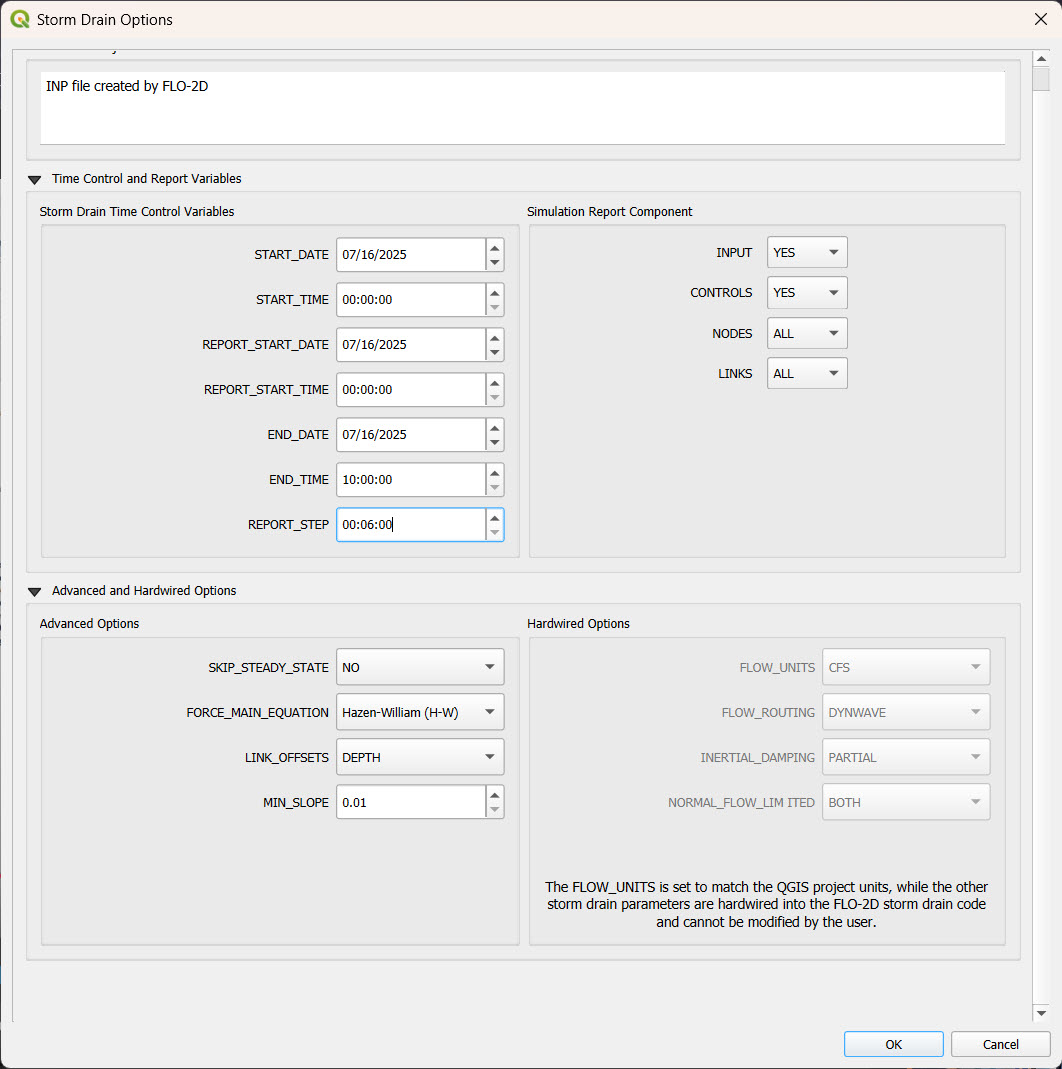 Storm Drain Options
INP file created by FLO-2D
Time Control and Report Variables
Storm Drain Time Control Variables
START_DATE 07/16/2025
START_TIME 00:00:00
REPORT_START_DATE 07/16/2025
REPORT_START_TIME 00:00:00
END_DATE 07/16/2025
END_TIME 10:00:00
REPORT_STEP 00:06:00
Simulation Report Component
INPUT YES
CONTROLS YES
NODES ALL
LINKS ALL
Advanced and Hardwired Options
Advanced Options
SKIP_STEADY_STATE NO
FORCE_MAIN_EQUATION Hazen-William (H-W)
LINK_OFFSETS DEPTH
MIN_SLOPE 0.01
Hardwired Options
FLOW_UNITS CFS
FLOW_ROUTING DYNWAVE
INERTIAL_DAMPING PARTIAL
NORMAL_FLOW_LIM ITED BOTH
The FLOW_UNITS is set to match the QGIS project units, while the other
storm drain parameters are hardwired into the FLO-2D storm drain code
and cannot be modified by the user.
OK Cancel